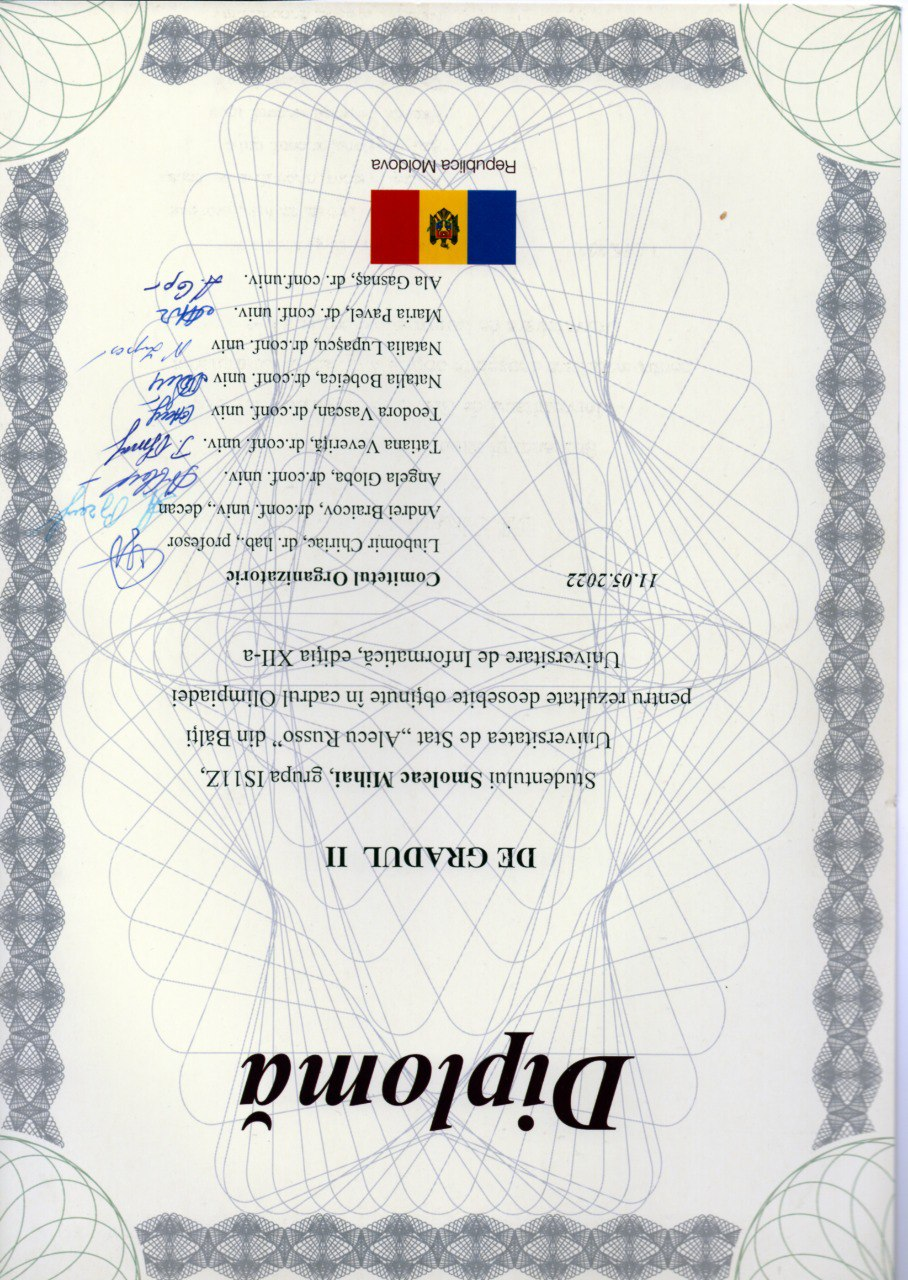 Diplomă
DE GRADUL II
Studentului Smoleac Mihai, grupa IS11Z,
Universitatea de Stat ,,Alecu Russo” din Bălți
pentru rezultate deosebite obținute în cadrul Olimpiadei
Universitare de Informatică, ediția XII-a
11.05.2022
Comitetul Organizatoric
Liubomir Chiriac, dr. hab., profesor
Andrei Braicov, dr.conf. univ., decan
Angela Globa, dr.conf. univ.
Tatiana Veveriță, dr.conf. univ.
Teodora Vascan, dr.conf. univ
Natalia Bobeica, dr.conf. univ
Natalia Lupașcu, dr.conf. univ
Maria Pavel, dr. conf. univ.
Ala Gasnaș, dr. conf.univ.
Republica Moldova